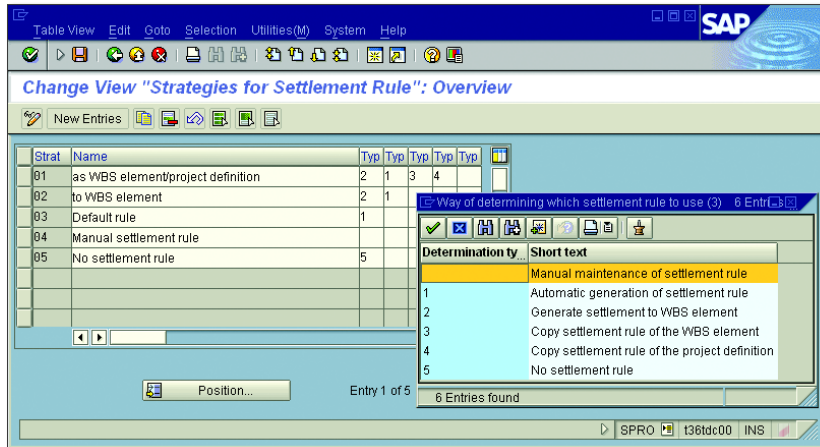 Table View Edit Goto Selection Utilities(M) System Help
SAP
Change View "Strategies for Settlement Rule": Overview
New Entries
Strat Name Typ Typ Typ Typ Typ
01 as WBS element/project definition 2 1 3 4
02 to WBS element 2 1
03 Default rule 1
04 Manual settlement rule
05 No settlement rule 5
Way of determining which settlement rule to use (3) 6 Entri
Determination ty... Short text
Manual maintenance of settlement rule
1 Automatic generation of settlement rule
2 Generate settlement to WBS element
3 Copy settlement rule of the WBS element
4 Copy settlement rule of the project definition
5 No settlement rule
6 Entries found
Position... Entry 1 of 5
SPRO t36tdc00 INS